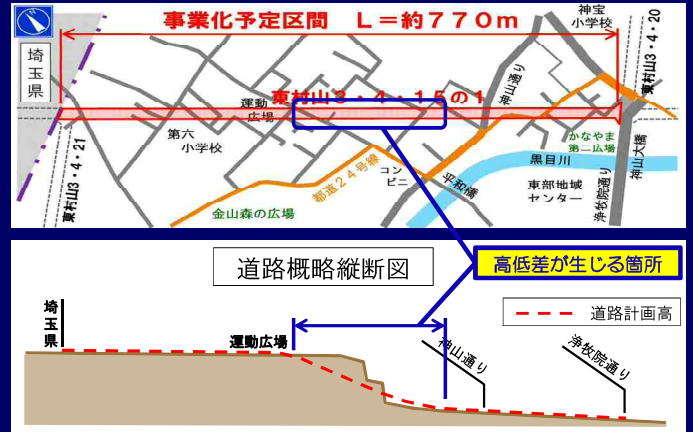 事業化予定区間 L=約770m
神宝
小学校
東村山3・4・20
埼玉県
東村山3・4・15の1
運動
広場
神山通り
第六
小学校
かなやま
第二広場
黒目川
神山大橋
コン
ビニ
平和橋
東部地域
センター
浄牧院通り
都道24号線
東村山3・4・21
金山森の広場
道路概略縦断図
高低差が生じる箇所
埼玉県
運動広場
道路計画高
神山通り
浄牧院通り